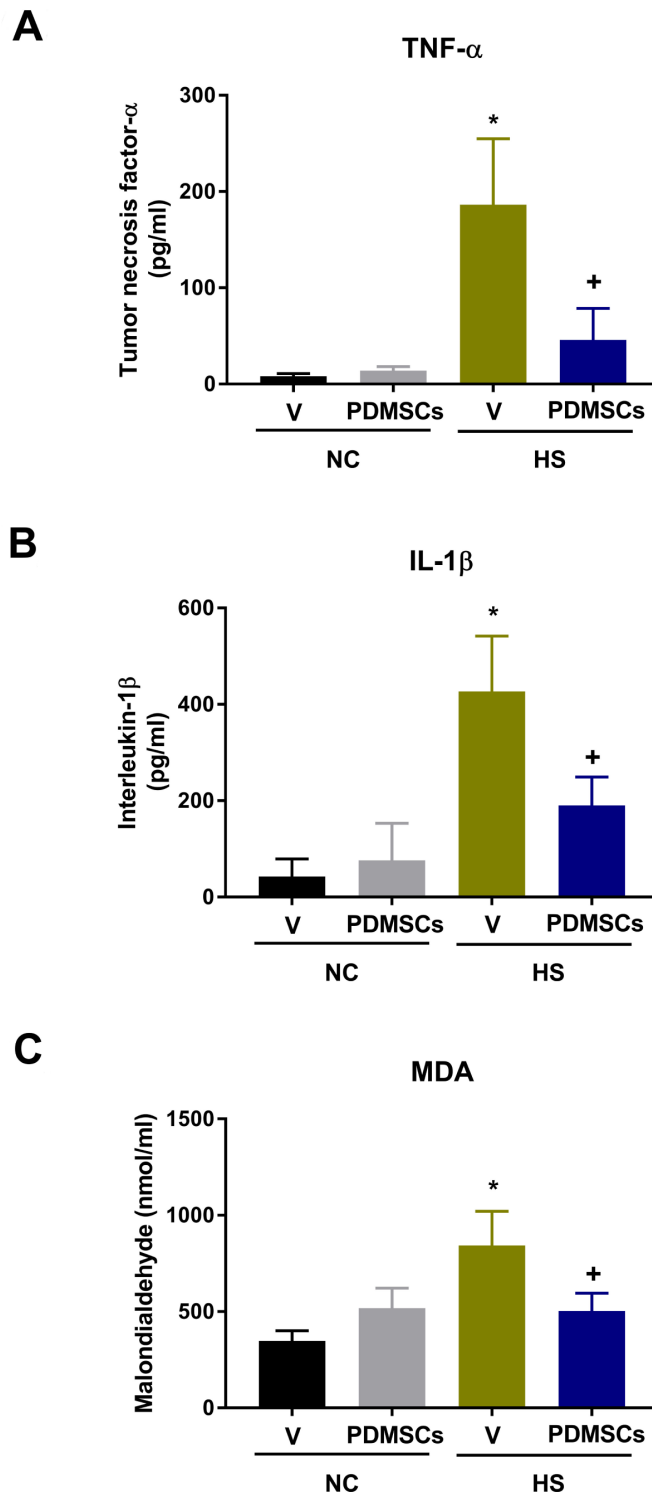 A
TNF-α
Tumor necrosis factor-α
(pg/ml)
300
200
100
0
*
+
V PDMSCs V PDMSCs
NC HS
B
IL-1β
Interleukin-1β
(pg/ml)
600
400
200
0
*
+
V PDMSCs V PDMSCs
NC HS
C
MDA
Malondialdehyde (nmol/ml)
1500
1000
500
0
*
+
V PDMSCs V PDMSCs
NC HS